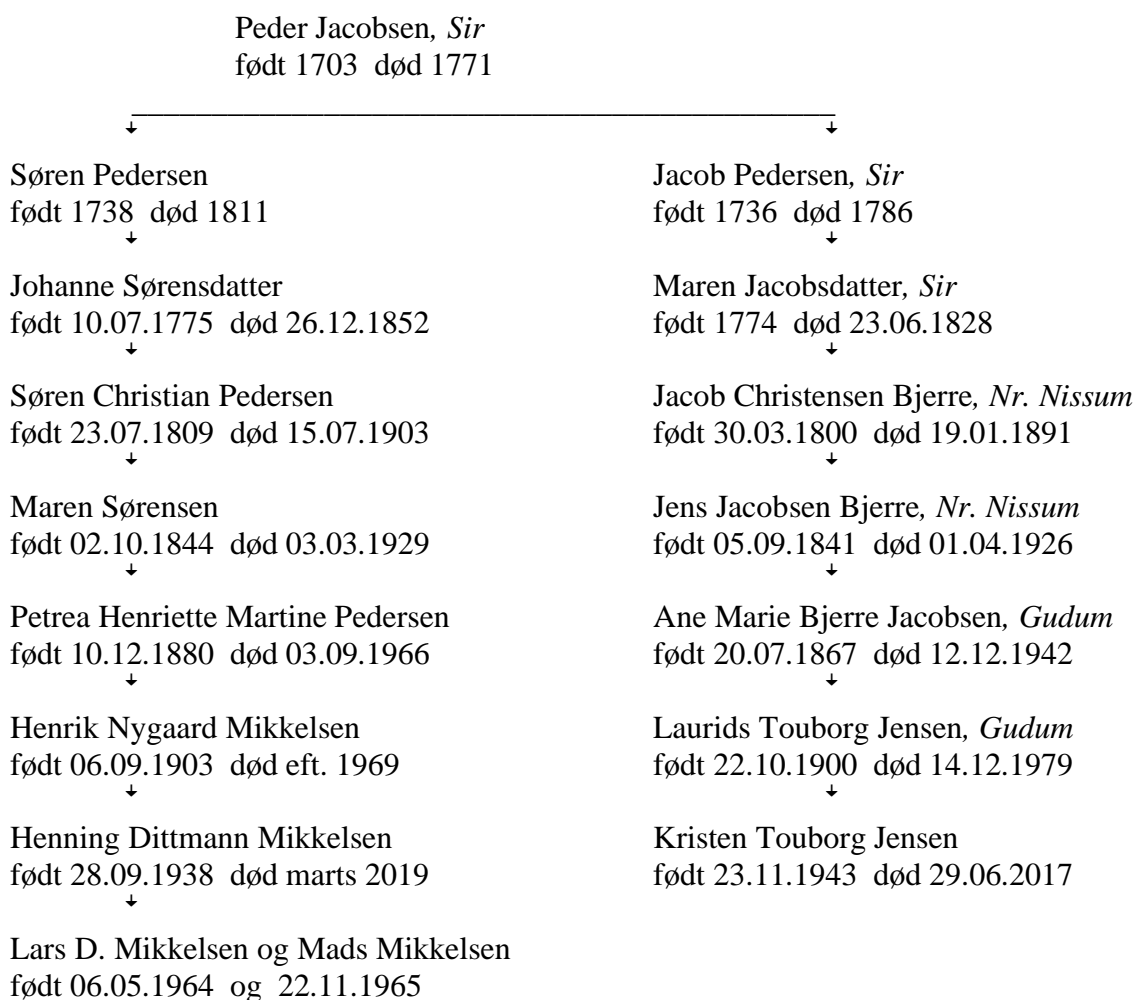 Peder Jacobsen, Sir
født 1703 død 1771
Søren Pedersen
født 1738 død 1811
Jacob Pedersen, Sir
født 1736 død 1786
Johanne Sørensdatter
født 10.07.1775 død 26.12.1852
Maren Jacobsdatter, Sir
født 1774 død 23.06.1828
Søren Christian Pedersen
født 23.07.1809 død 15.07.1903
Jacob Christensen Bjerre, Nr. Nissum
født 30.03.1800 død 19.01.1891
Maren Sørensen
født 02.10.1844 død 03.03.1929
Jens Jacobsen Bjerre, Nr. Nissum
født 05.09.1841 død 01.04.1926
Petrea Henriette Martine Pedersen
født 10.12.1880 død 03.09.1966
Ane Marie Bjerre Jacobsen, Gudum
født 20.07.1867 død 12.12.1942
Henrik Nygaard Mikkelsen
født 06.09.1903 død eft. 1969
Laurids Touborg Jensen, Gudum
født 22.10.1900 død 14.12.1979
Henning Dittmann Mikkelsen
født 28.09.1938 død marts 2019
Kristen Touborg Jensen
født 23.11.1943 død 29.06.2017
Lars D. Mikkelsen og Mads Mikkelsen
født 06.05.1964 og 22.11.1965